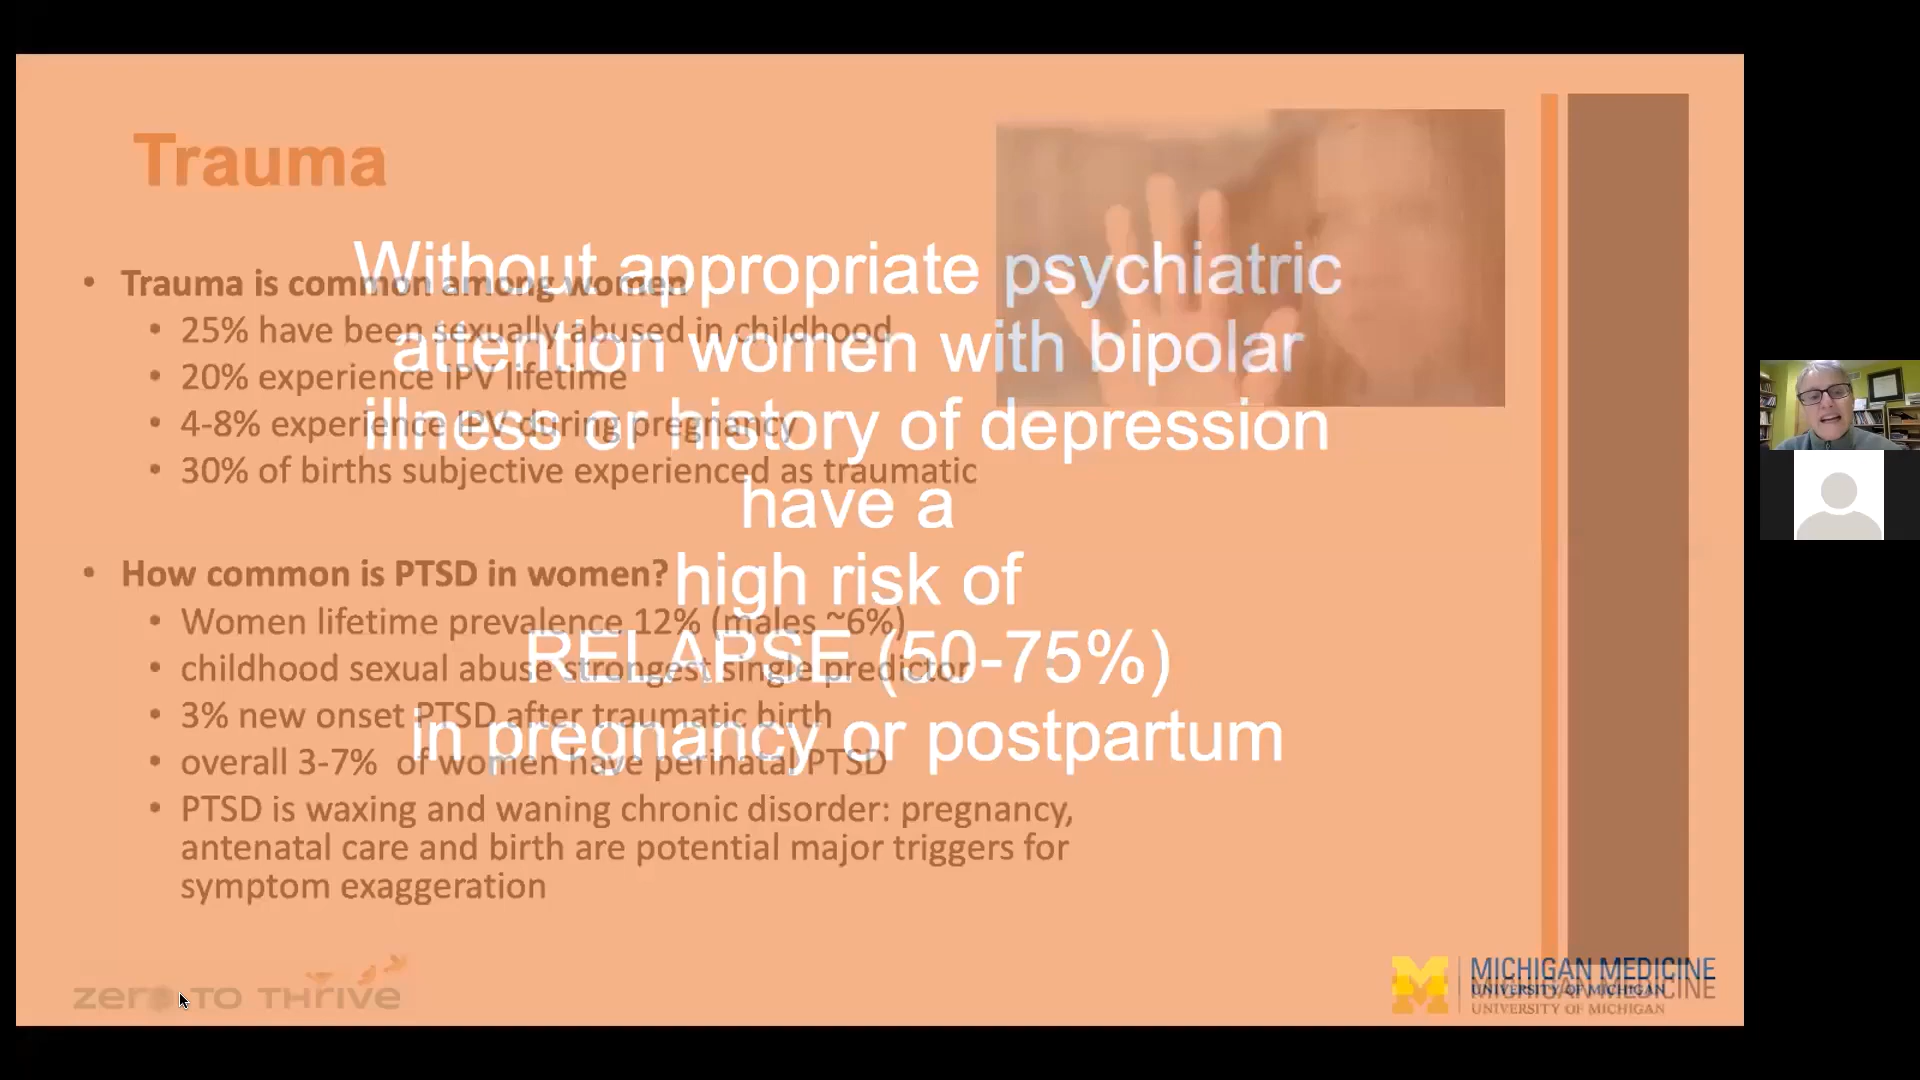 Trauma
• Trauma is common among women
• 25% have been sexually abused in childhood
• 20% experience IPV lifetime
• 4-8% experience IPV during pregnancy
• 30% of births subjective experienced as traumatic
• How common is PTSD in women?
• Women lifetime prevalence 12% (males ~6%)
• childhood sexual abuse strongest single predictor
• 3% new onset PTSD after traumatic birth
• overall 3-7% of women have perinatal PTSD
• PTSD is waxing and waning chronic disorder: pregnancy,
antenatal care and birth are potential major triggers for
symptom exaggeration
Without appropriate psychiatric
attention women with bipolar
illness or history of depression
have a
high risk of
RELAPSE (50-75%)
in pregnancy or postpartum
zero TO THrive
M
MICHIGAN MEDICINE
UNIVERSITY OF MICHIGAN
MICHIGAN MEDICINE
UNIVERSITY OF MICHIGAN